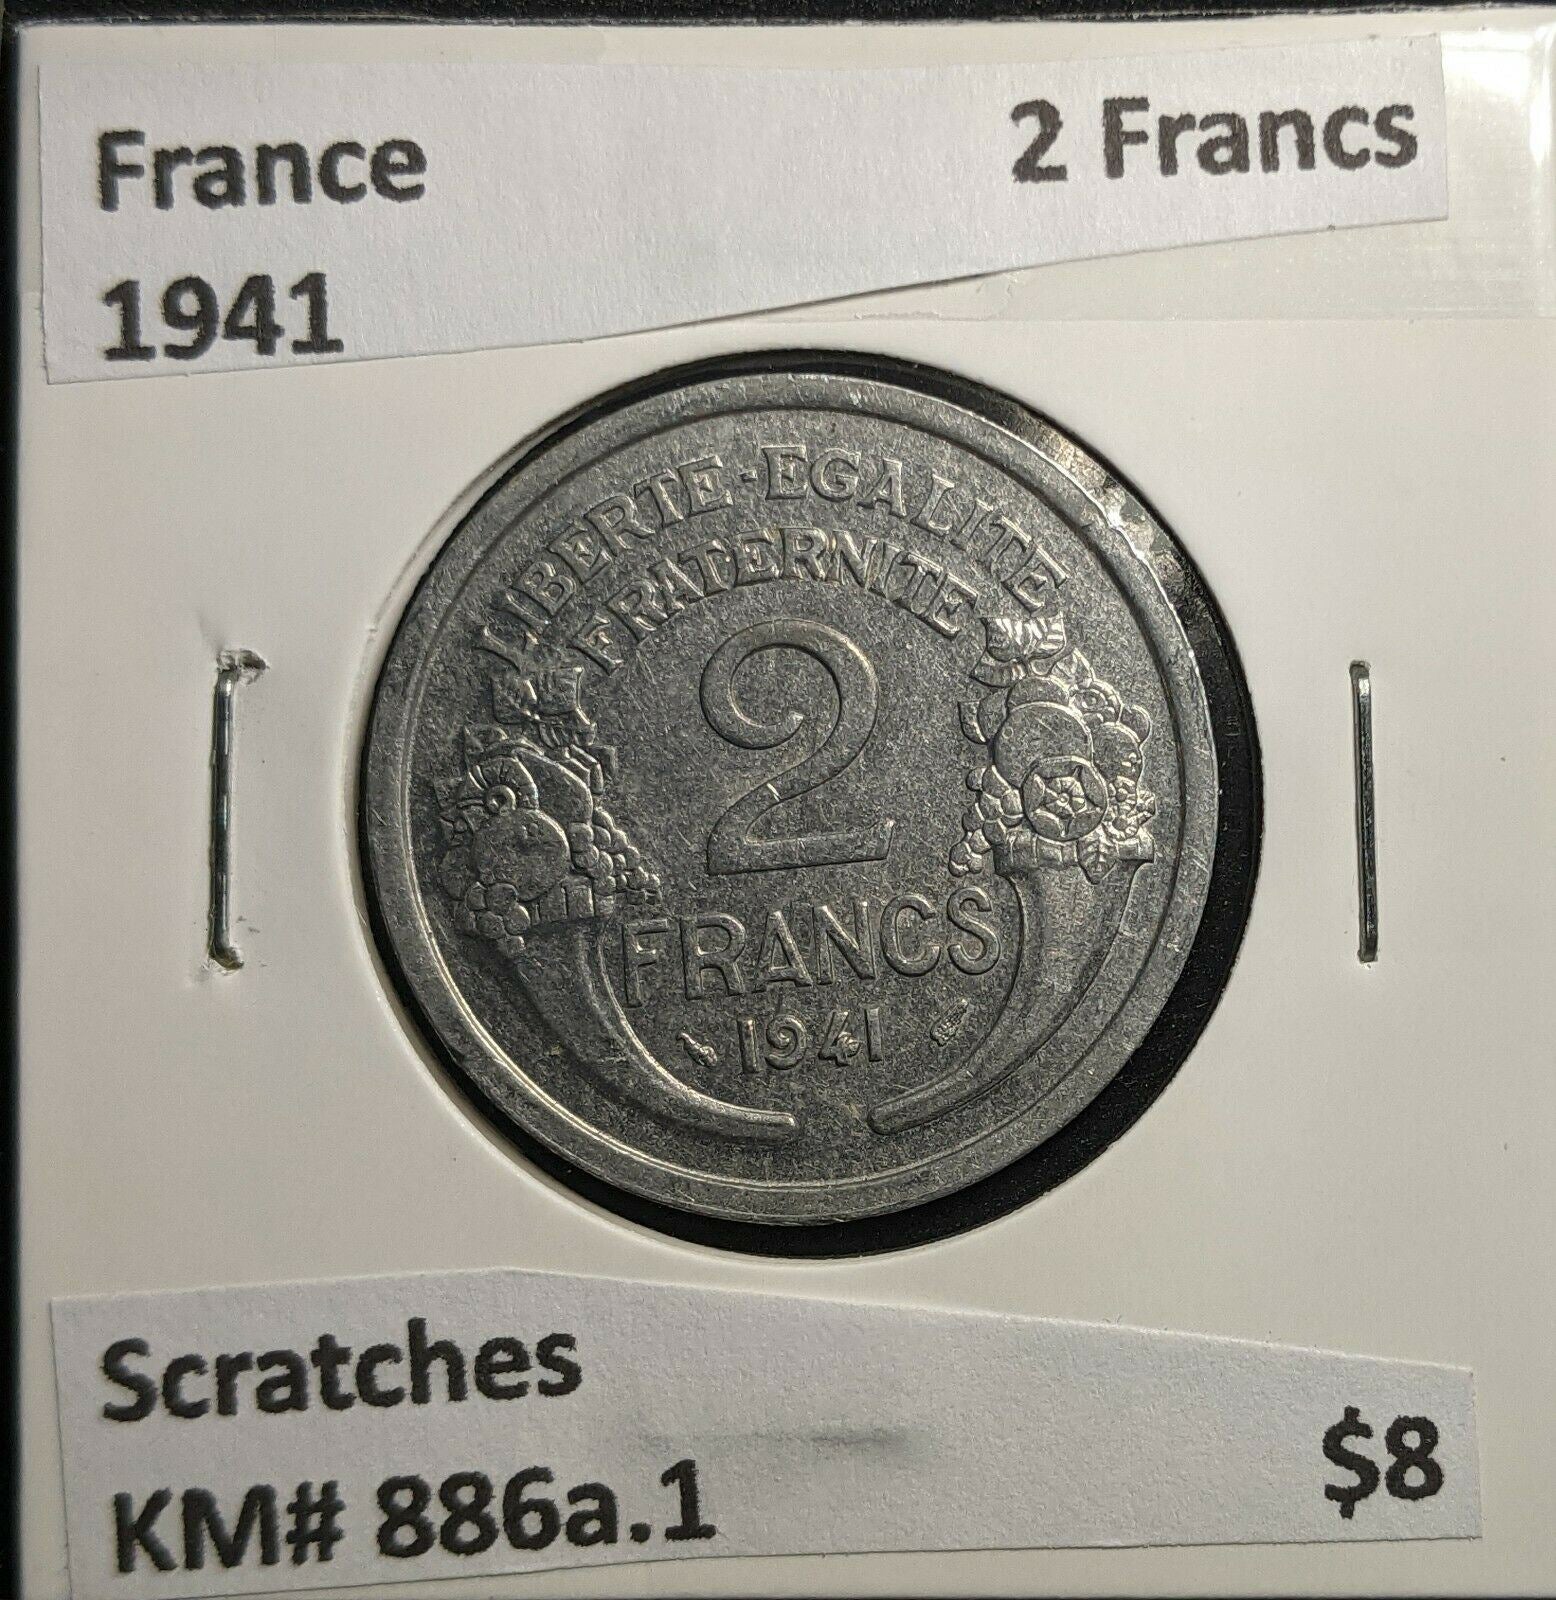 France 2 Francs
1941
LIBERTE-EGALITE
FRATERNITE
2
FRANCS
1941
Scratches
KM# 886a.1 $8